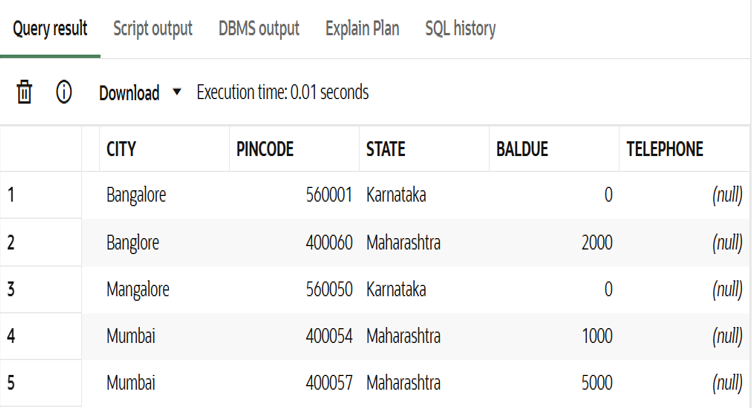 Query result Script output DBMS output Explain Plan SQL history
Download Execution time: 0.01 seconds
CITY PINCODE STATE BALDUE TELEPHONE
1 Bangalore 560001 Karnataka 0 (null)
2 Banglore 400060 Maharashtra 2000 (null)
3 Mangalore 560050 Karnataka 0 (null)
4 Mumbai 400054 Maharashtra 1000 (null)
5 Mumbai 400057 Maharashtra 5000 (null)